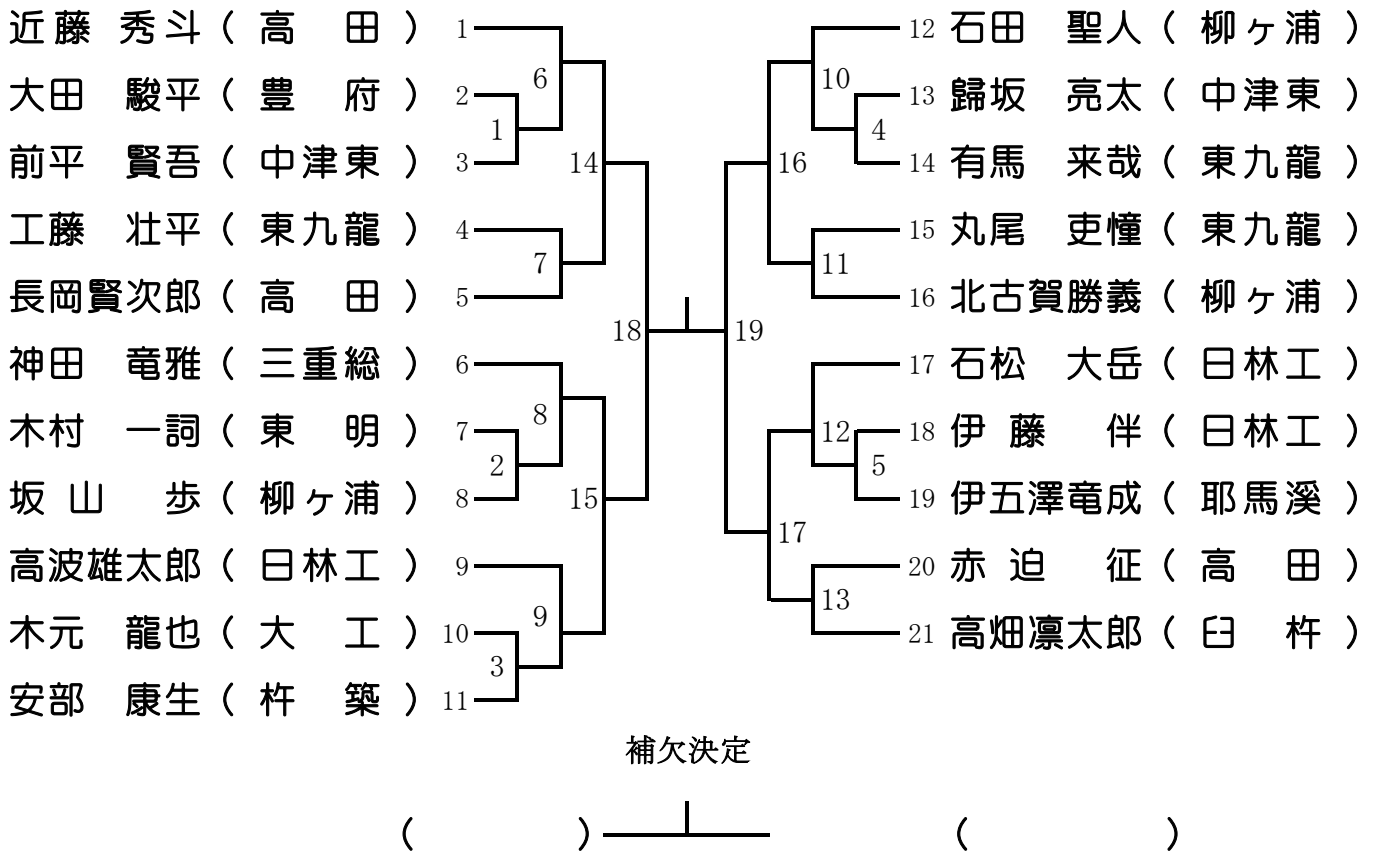 近藤 秀斗 ( 高 田 ) 1
大田 駿平 ( 豊 府 ) 2
前平 賢吾 ( 中津東 ) 3
工藤 壮平 ( 東九龍 ) 4
長岡賢次郎 ( 高 田 ) 5
神田 竜雅 ( 三重総 ) 6
木村 一詞 ( 東 明 ) 7
坂山 歩 ( 柳ヶ浦 ) 8
高波雄太郎 ( 日林工 ) 9
木元 龍也 ( 大 工 ) 10
安部 康生 ( 杵 築 ) 11
6
1
14
7
18
8
2
15
9
3
12 石田 聖人 ( 柳ヶ浦 )
13 歸坂 亮太 ( 中津東 )
14 有馬 来哉 ( 東九龍 )
15 丸尾 吏憧 ( 東九龍 )
16 北古賀勝義 ( 柳ヶ浦 )
17 石松 大岳 ( 日林工 )
18 伊藤 伴 ( 日林工 )
19 伊五澤竜成 ( 耶馬溪 )
20 赤迫 征 ( 高 田 )
21 高畑凛太郎 ( 臼 杵 )
10
4
16
11
19
12
5
17
13
補欠決定
( ) ( )